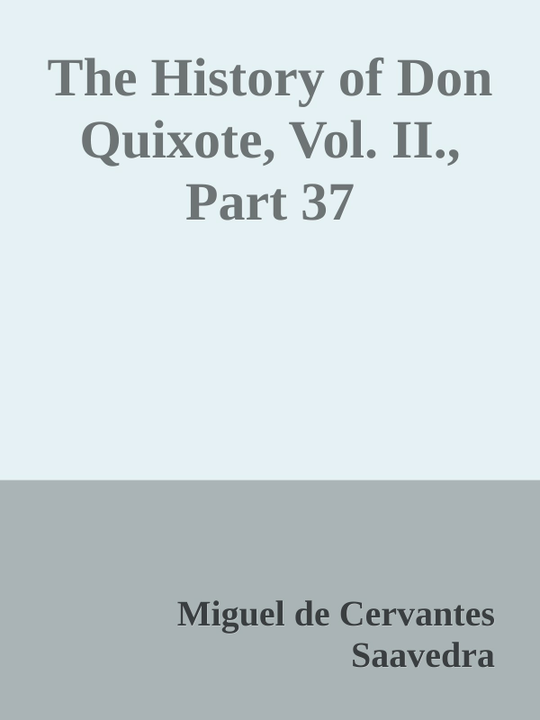 The History of Don
Quixote, Vol. II.,
Part 37
Miguel de Cervantes
Saavedra